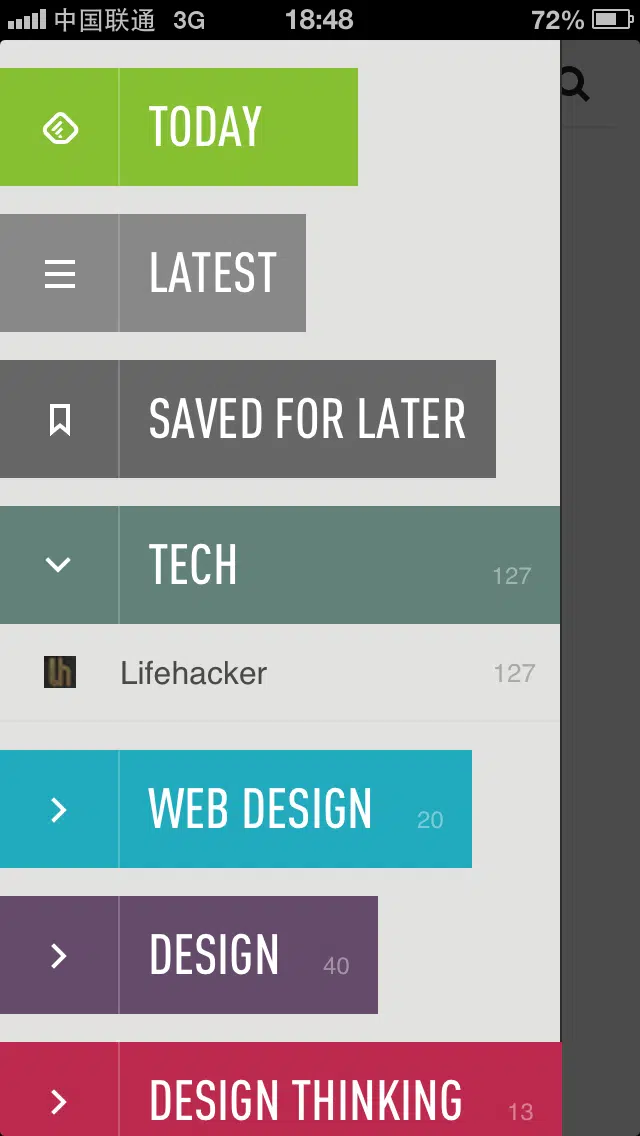 中国联通 3G 18:48 72%
TODAY
LATEST
SAVED FOR LATER
TECH 127
Lifehacker 127
WEB DESIGN 20
DESIGN 40
DESIGN THINKING 13